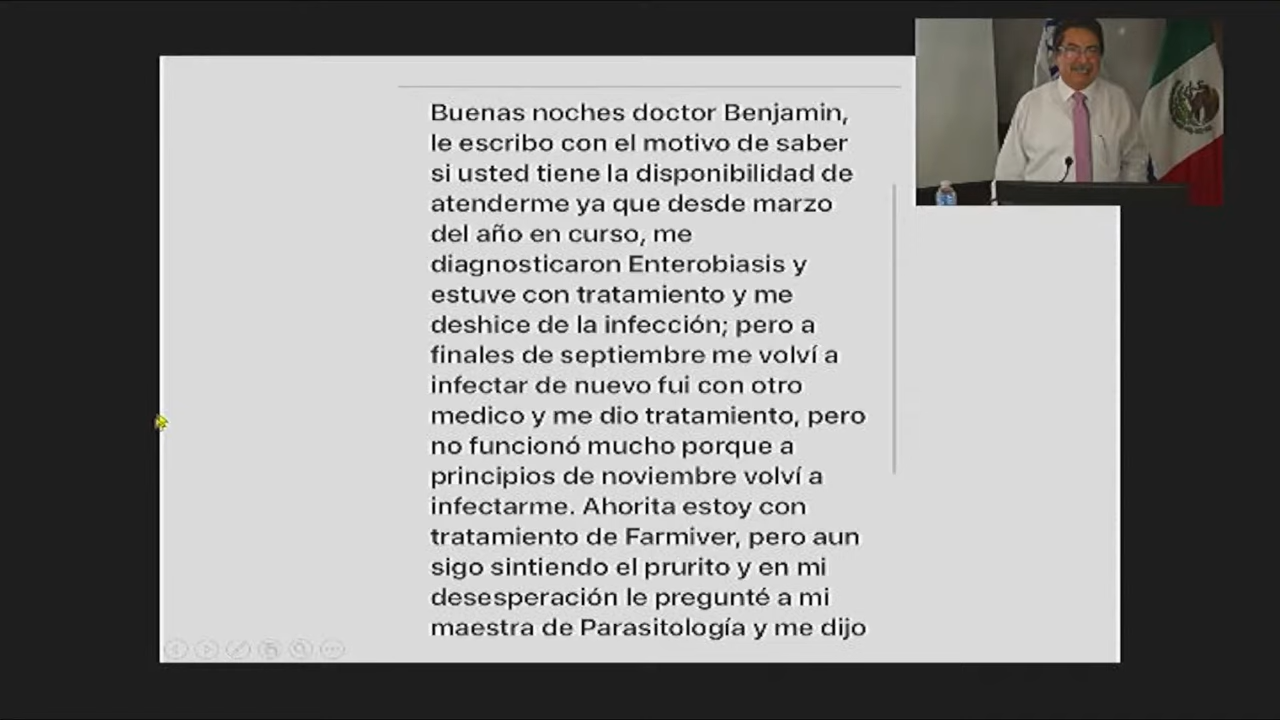 Buenas noches doctor Benjamin,
le escribo con el motivo de saber
si usted tiene la disponibilidad de
atenderme ya que desde marzo
del año en curso, me
diagnosticaron Enterobiasis y
estuve con tratamiento y me
deshice de la infección; pero a
finales de septiembre me volví a
infectar de nuevo fui con otro
medico y me dio tratamiento, pero
no funcionó mucho porque a
principios de noviembre volví a
infectarme. Ahorita estoy con
tratamiento de Farmiver, pero aun
sigo sintiendo el prurito y en mi
desesperación le pregunté a mi
maestra de Parasitología y me dijo